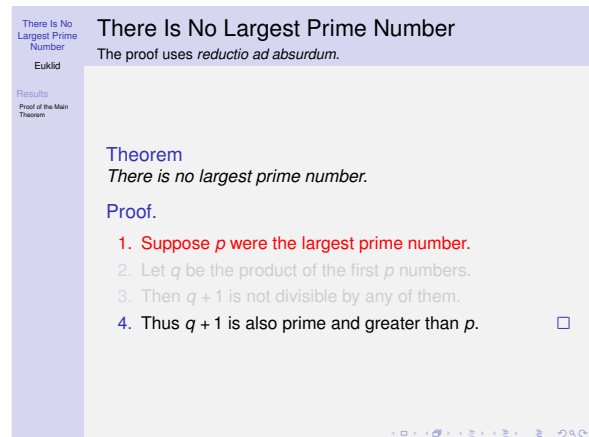 There Is No
Largest Prime
Number
Euklid
Results
Proof of the Main
Theorem
There Is No Largest Prime Number
The proof uses reductio ad absurdum.
Theorem
There is no largest prime number.
Proof.
1. Suppose p were the largest prime number.
2. Let q be the product of the first p numbers.
3. Then q + 1 is not divisible by any of them.
4. Thus q + 1 is also prime and greater than p. □